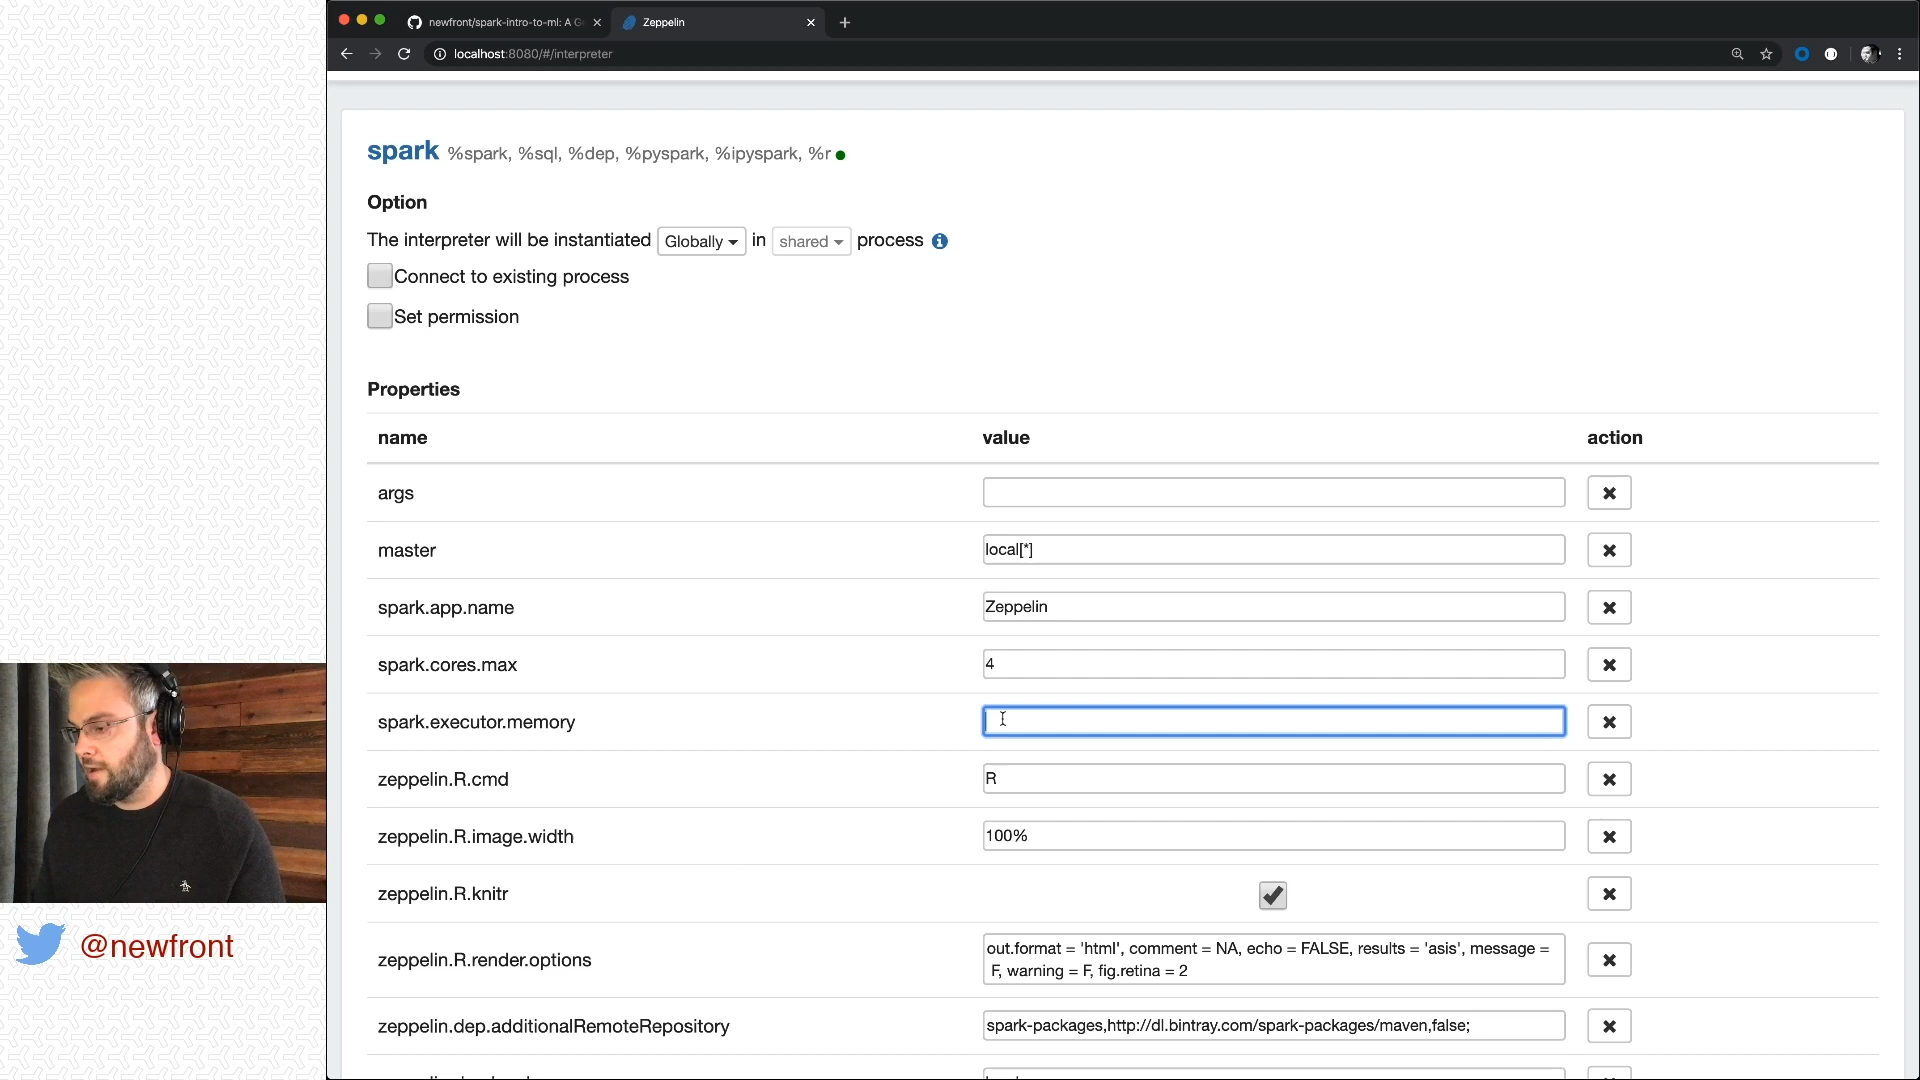 newfront/spark-intro-to-ml: A G
Zeppelin
localhost:8080/#/interpreter
spark %spark, %sql, %dep, %pyspark, %ipyspark, %r
Option
The interpreter will be instantiated Globally in shared process
Connect to existing process
Set permission
Properties
name value action
args
master local[*]
spark.app.name Zeppelin
spark.cores.max 4
spark.executor.memory
zeppelin.R.cmd R
zeppelin.R.image.width 100%
zeppelin.R.knitr
zeppelin.R.render.options out.format = 'html', comment = NA, echo = FALSE, results = 'asis', message =
F, warning = F, fig.retina = 2
zeppelin.dep.additionalRemoteRepository spark-packages,http://dl.bintray.com/spark-packages/maven,false;
@newfront